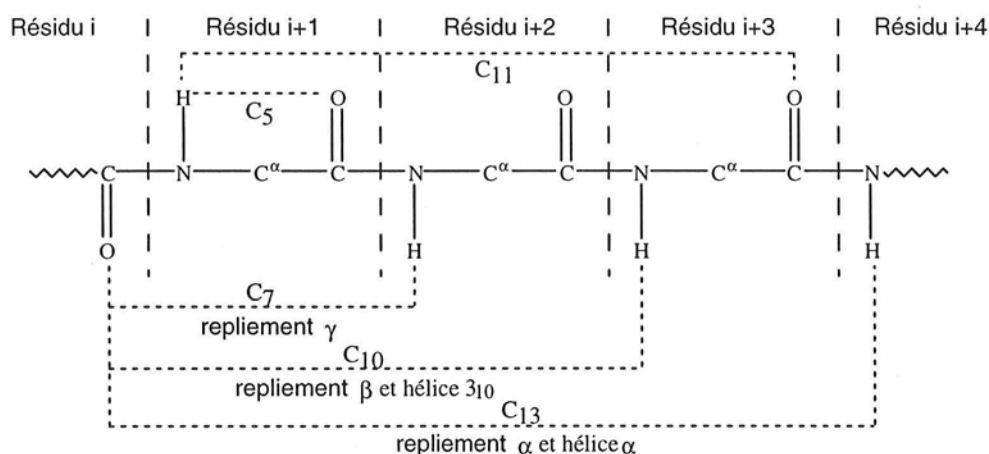 Résidu i Résidu i+1 Résidu i+2 Résidu i+3 Résidu i+4
C11
H O O O
C5
C N Cα C N Cα C N Cα C N
O H H H
C7
repliement γ
C10
repliement β et hélice 310
C13
repliement α et hélice α